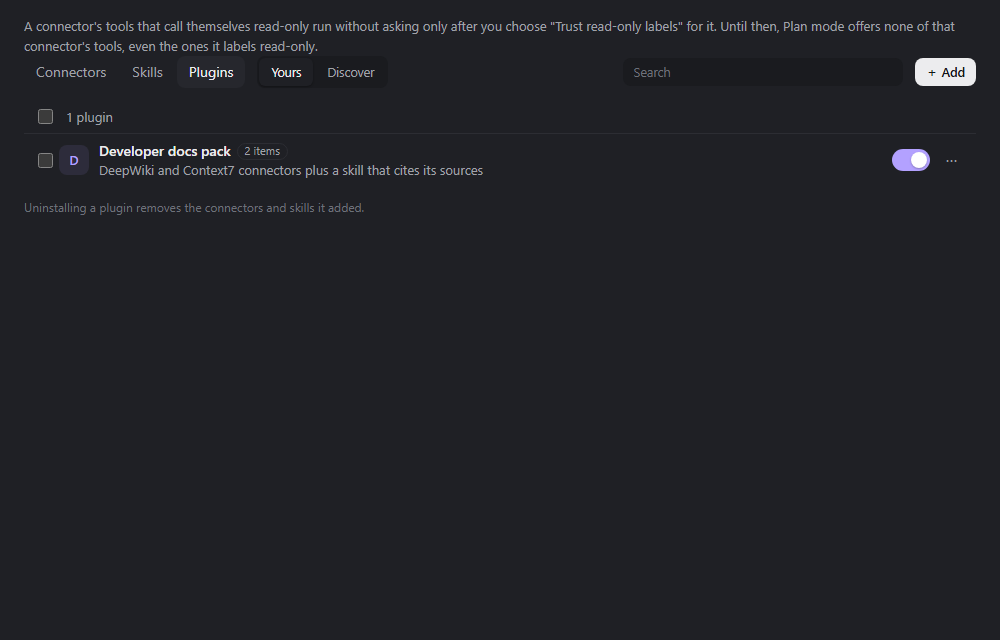 A connector's tools that call themselves read-only run without asking only after you choose "Trust read-only labels" for it. Until then, Plan mode offers none of that
connector's tools, even the ones it labels read-only.
Connectors Skills Plugins Yours Discover Search + Add
1 plugin
D Developer docs pack 2 items
DeepWiki and Context7 connectors plus a skill that cites its sources
Uninstalling a plugin removes the connectors and skills it added.